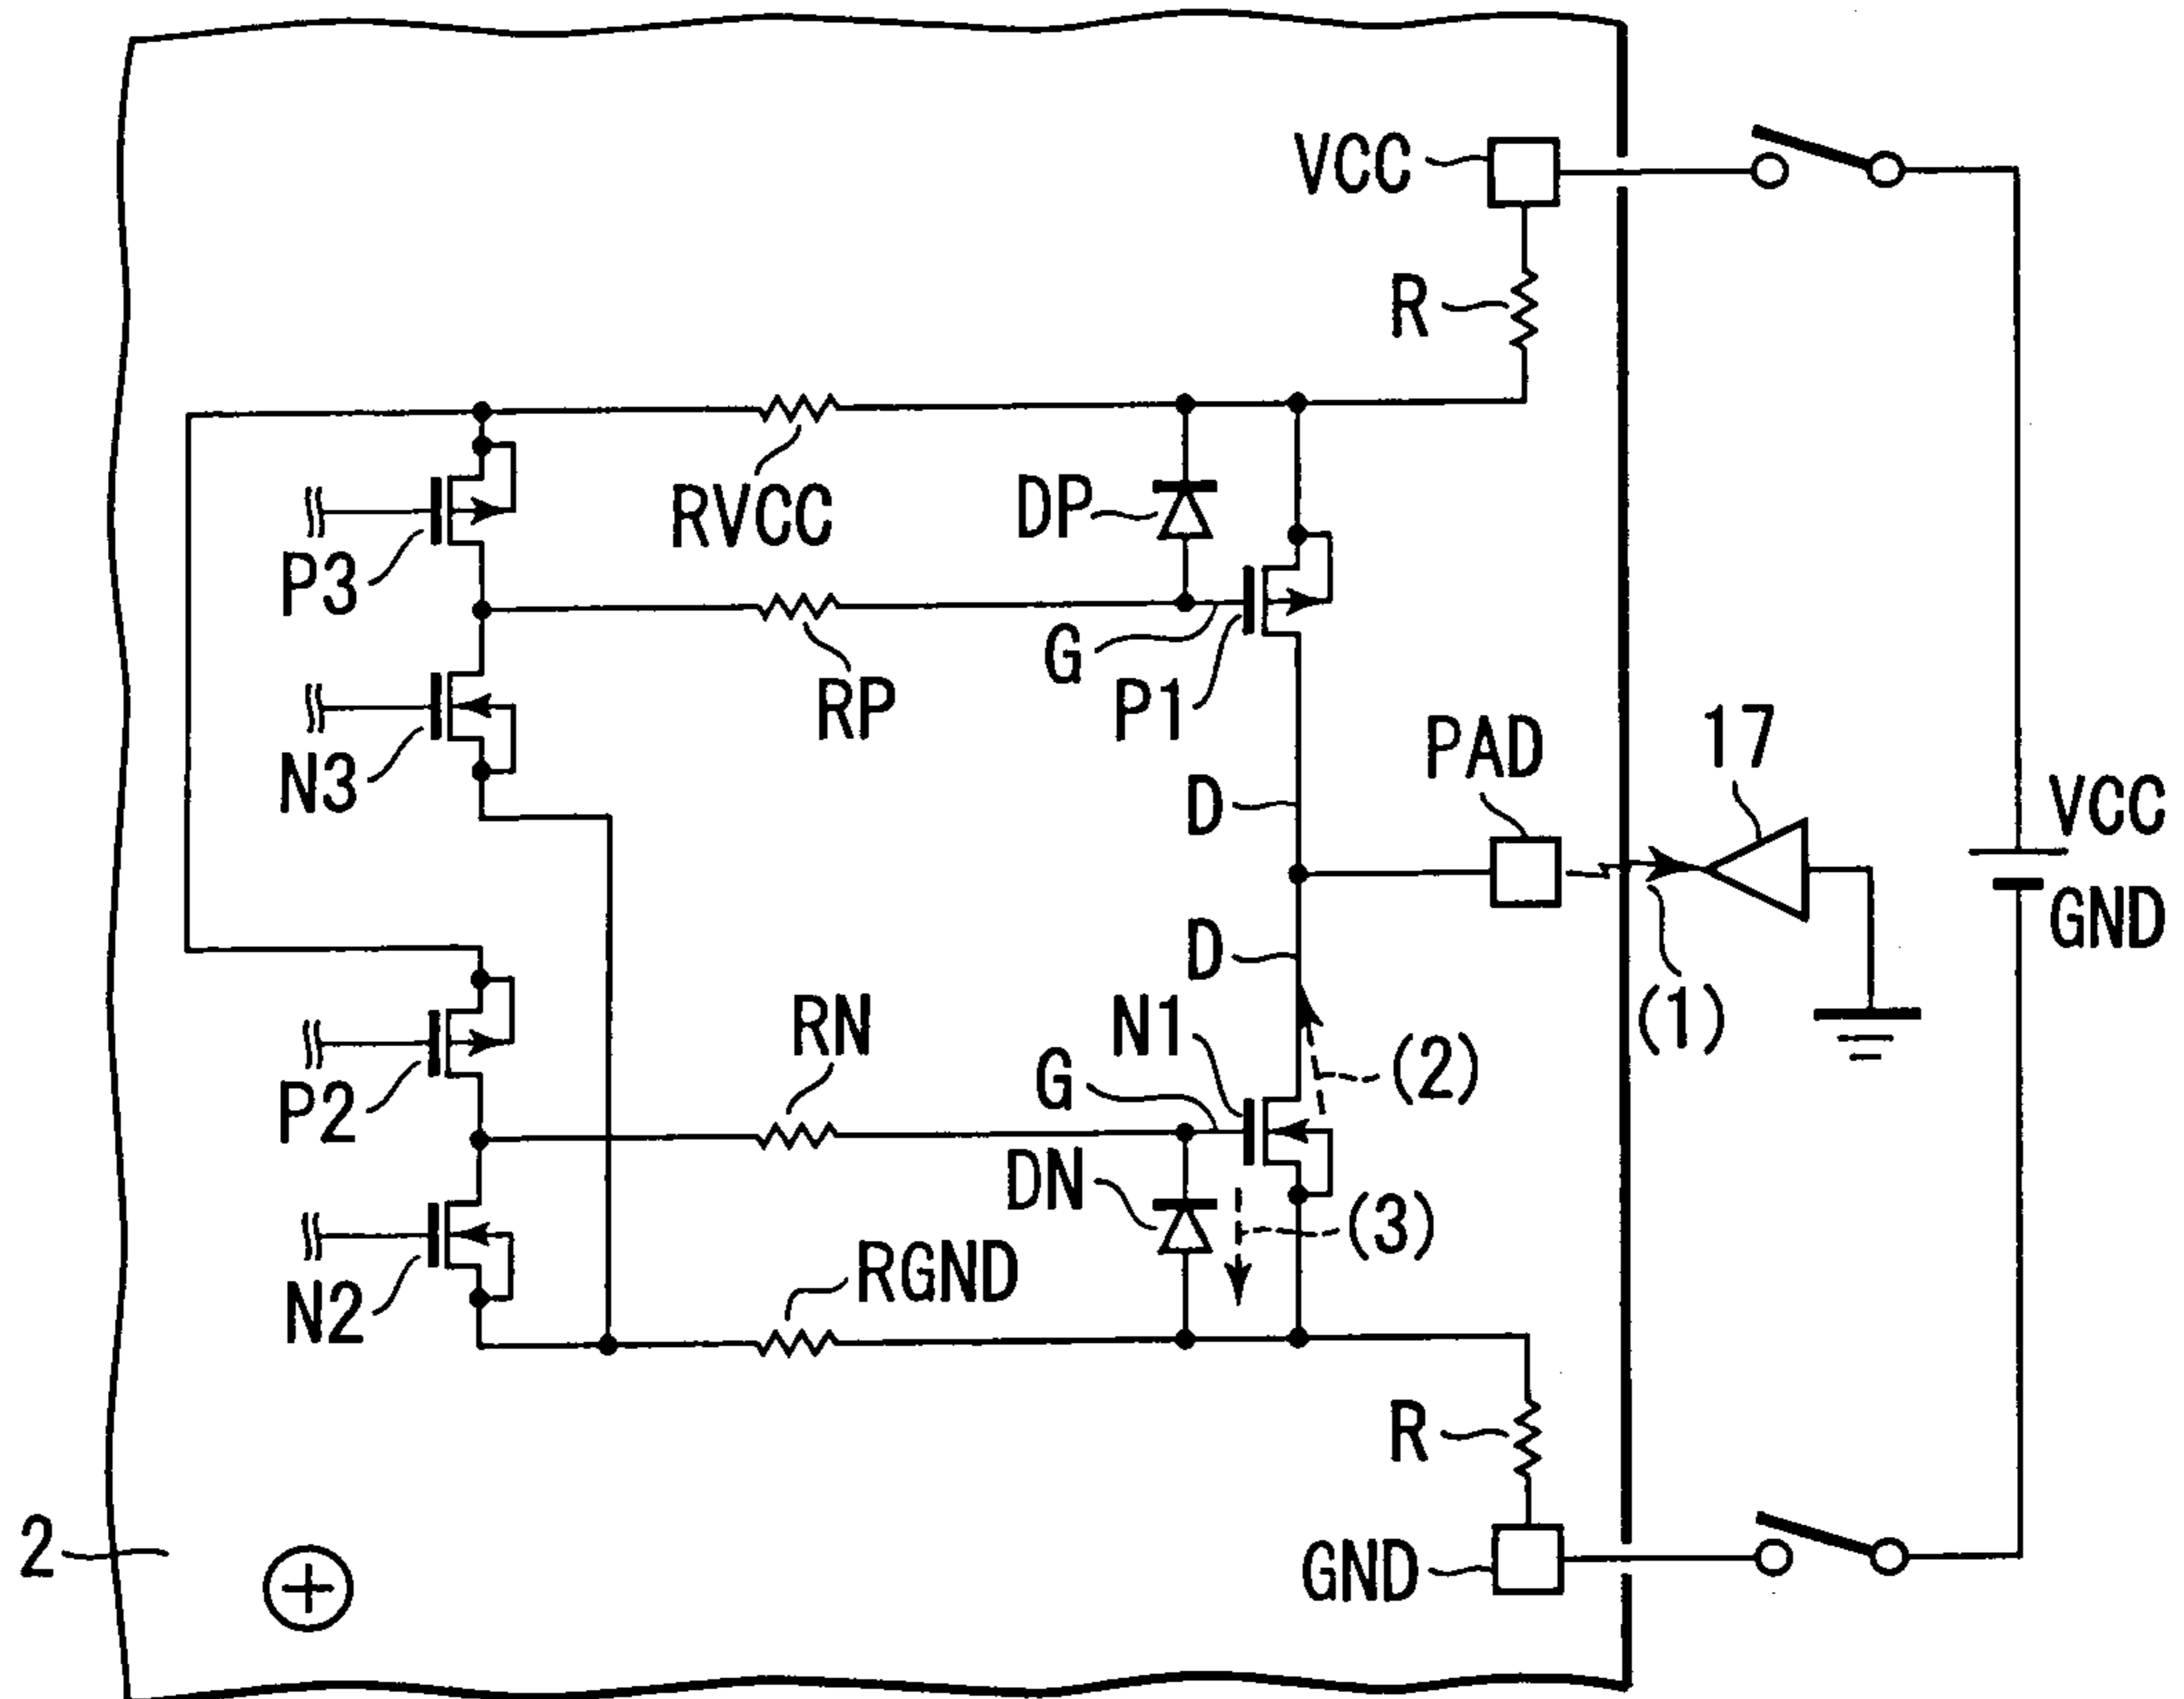 VCC
R
RVCC
DP
P3
G
RP
P1
N3
PAD
17
D
VCC
GND
D
(1)
RN
N1
G
(2)
P2
DN
(3)
RGND
N2
R
2
GND